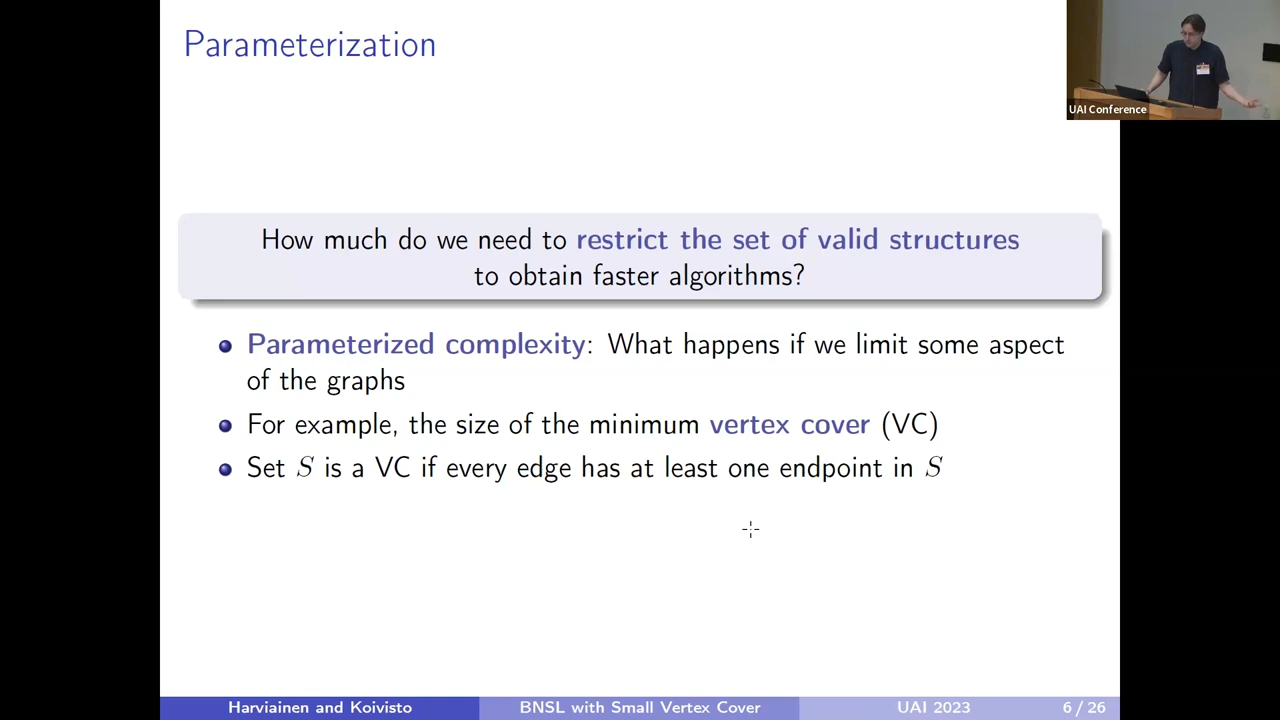 Parameterization
UAI Conference
How much do we need to restrict the set of valid structures
to obtain faster algorithms?
Parameterized complexity: What happens if we limit some aspect
of the graphs
For example, the size of the minimum vertex cover (VC)
Set S is a VC if every edge has at least one endpoint in S
Harviainen and Koivisto
BNSL with Small Vertex Cover
UAI 2023
6 / 26